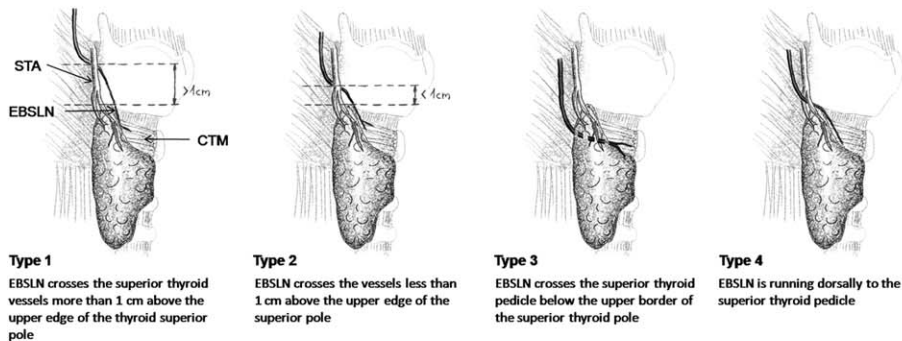 STA
EBSLN
CTM
>1cm
<1cm
Type 1
EBSLN crosses the superior thyroid
vessels more than 1 cm above the
upper edge of the thyroid superior
pole
Type 2
EBSLN crosses the vessels less than
1 cm above the upper edge of the
superior pole
Type 3
EBSLN crosses the superior thyroid
pedicle below the upper border of
the superior thyroid pole
Type 4
EBSLN is running dorsally to the
superior thyroid pedicle